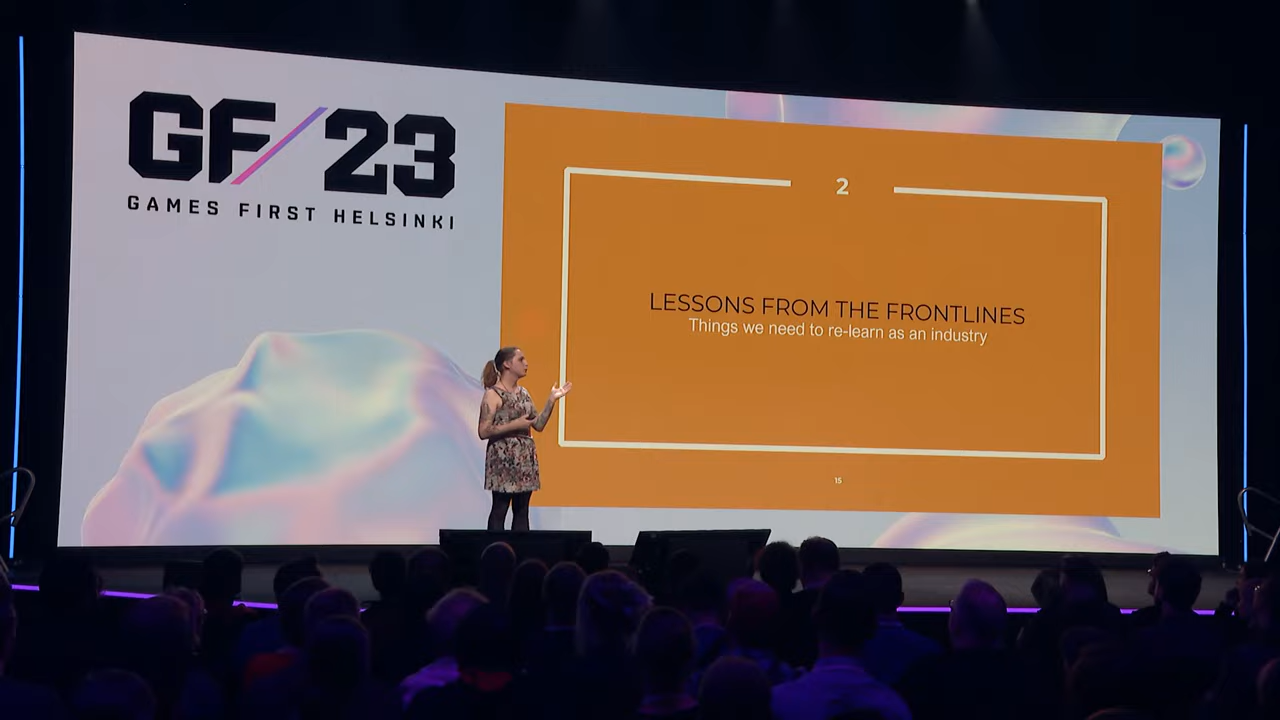 GF/23
GAMES FIRST HELSINKI
2
LESSONS FROM THE FRONTLINES
Things we need to re-learn as an industry
15